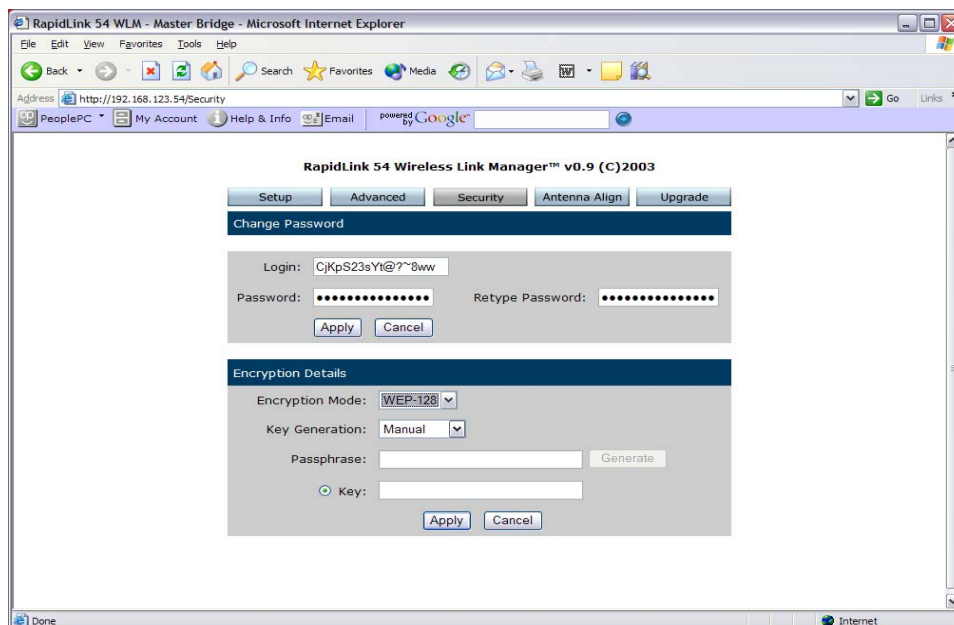 RapidLink 54 WLM - Master Bridge - Microsoft Internet Explorer
File Edit View Favorites Tools Help
Back Search Favorites Media
Address http://192.168.123.54/Security Go Links »
PeoplePC My Account Help & Info Email powered by Google
RapidLink 54 Wireless Link Manager™ v0.9 (C)2003
Setup Advanced Security Antenna Align Upgrade
Change Password
Login: CjKpS23sYt@?~8ww
Password: ••••••••••••••• Retype Password: •••••••••••••••
Apply Cancel
Encryption Details
Encryption Mode: WEP-128
Key Generation: Manual
Passphrase: Generate
Key:
Apply Cancel
Done Internet